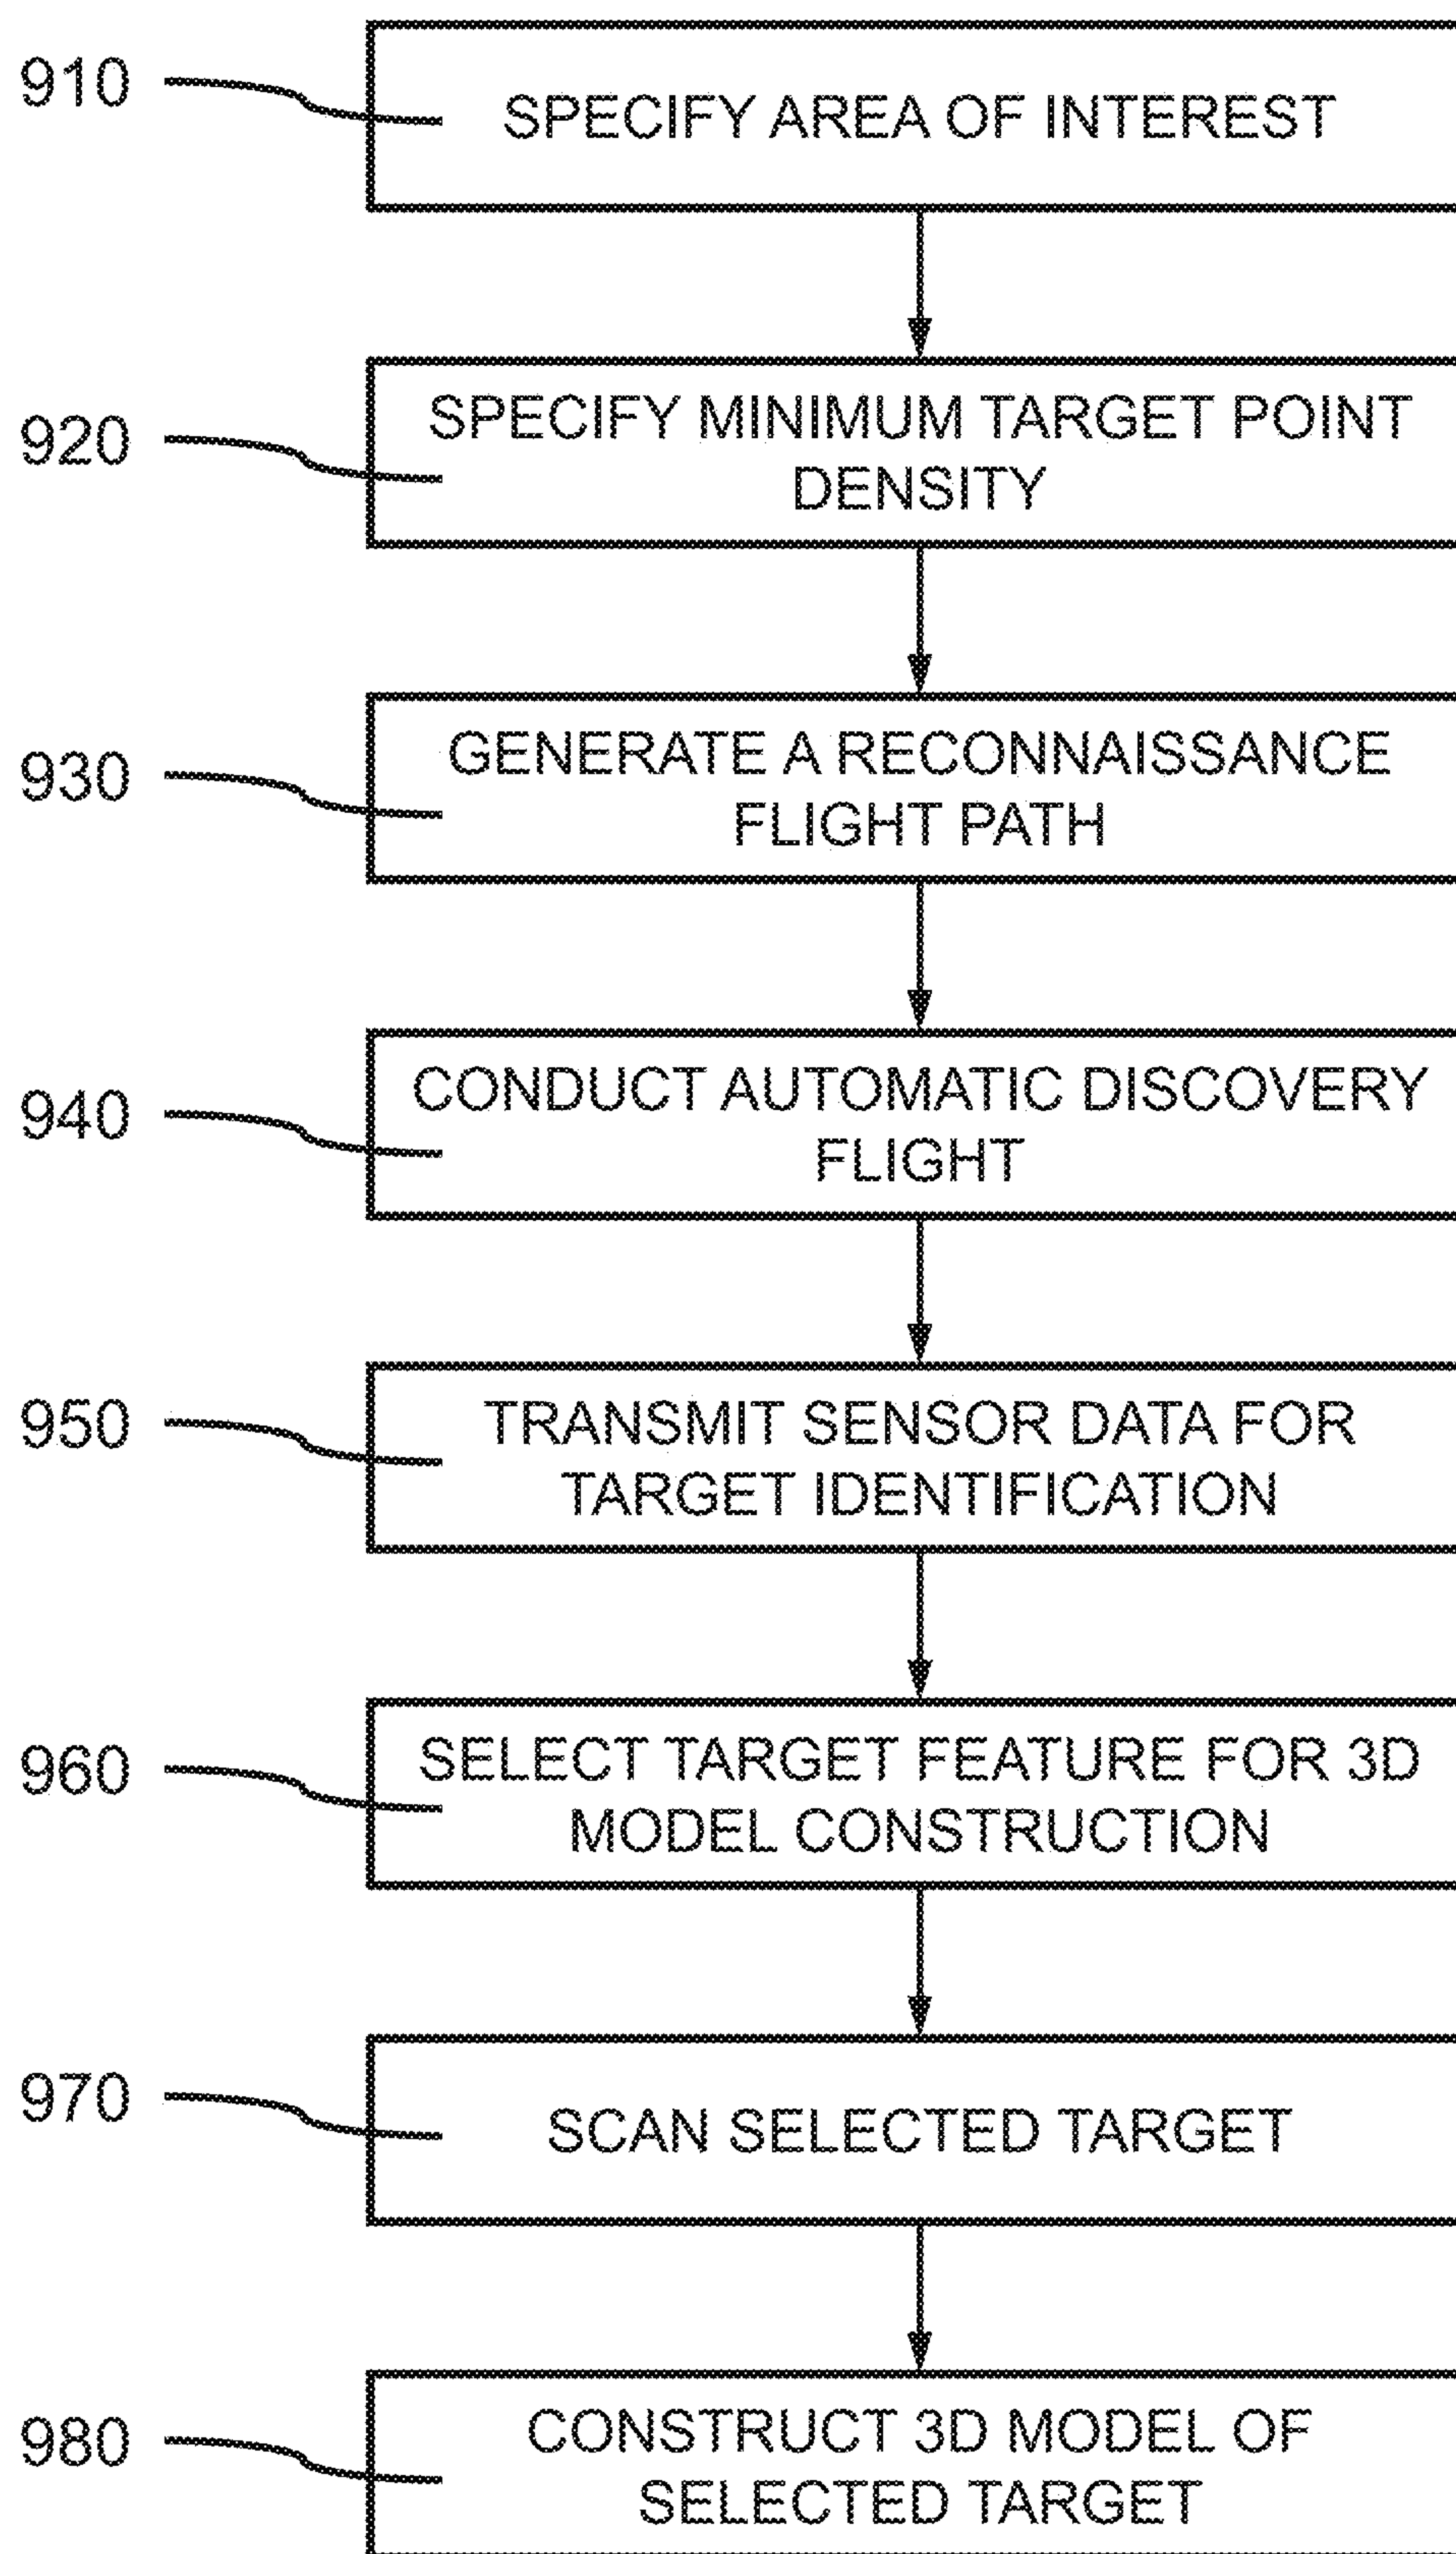 910
SPECIFY AREA OF INTEREST
920
SPECIFY MINIMUM TARGET POINT
DENSITY
930
GENERATE A RECONNAISSANCE
FLIGHT PATH
940
CONDUCT AUTOMATIC DISCOVERY
FLIGHT
950
TRANSMIT SENSOR DATA FOR
TARGET IDENTIFICATION
960
SELECT TARGET FEATURE FOR 3D
MODEL CONSTRUCTION
970
SCAN SELECTED TARGET
980
CONSTRUCT 3D MODEL OF
SELECTED TARGET